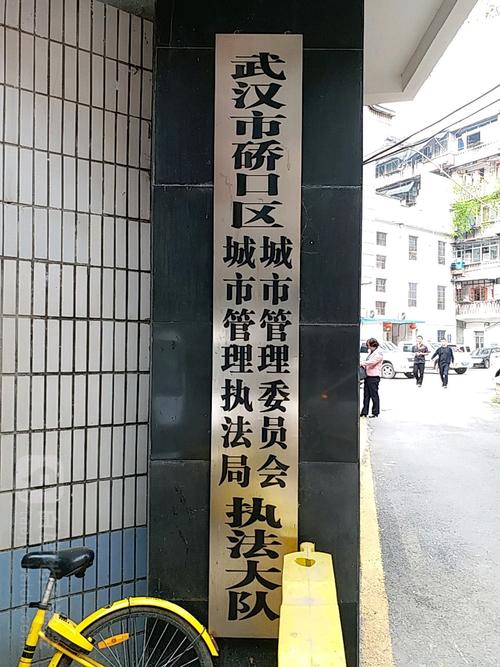 武汉市硚口区
城市管理委员会
城市管理执法局
执法大队